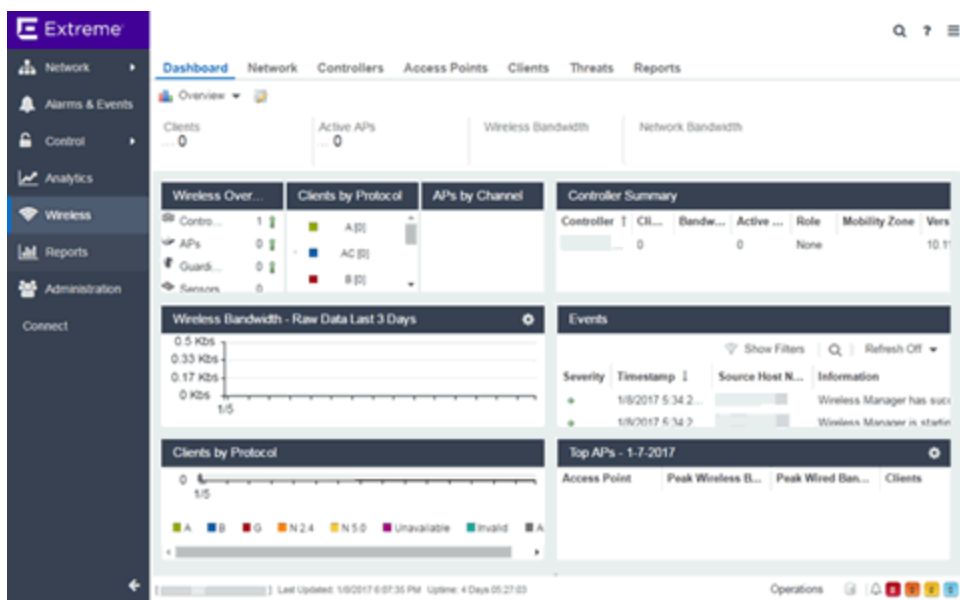 Extreme
Network
Alarms & Events
Control
Analytics
Wireless
Reports
Administration
Connect
Dashboard Network Controllers Access Points Clients Threats Reports
Overview
Clients Active APs Wireless Bandwidth Network Bandwidth
0 0
Wireless Over... Clients by Protocol APs by Channel
Contro... 1
APs 0
Guardi... 0
Sensors 0
A [0]
AC [0]
B [0]
Controller Summary
Controller Cli... Bandw... Active ... Role Mobility Zone Vers
... 0 0 None 10.1
Wireless Bandwidth - Raw Data Last 3 Days
0.5 Kbs
0.33 Kbs
0.17 Kbs
0 Kbs
1/5
Events
Show Filters Refresh Off
Severity Timestamp Source Host N... Information
1/8/2017 5:34:2... Wireless Manager has succ
1/8/2017 5:34:2... Wireless Manager is startin
Clients by Protocol
0
1/5
A B G N 2.4 N 5.0 Unavailable Invalid A
Top APs - 1-7-2017
Access Point Peak Wireless B... Peak Wired Ban... Clients
[ ] Last Updated: 1/8/2017 6:07:35 PM Uptime: 4 Days 05:27:03
Operations